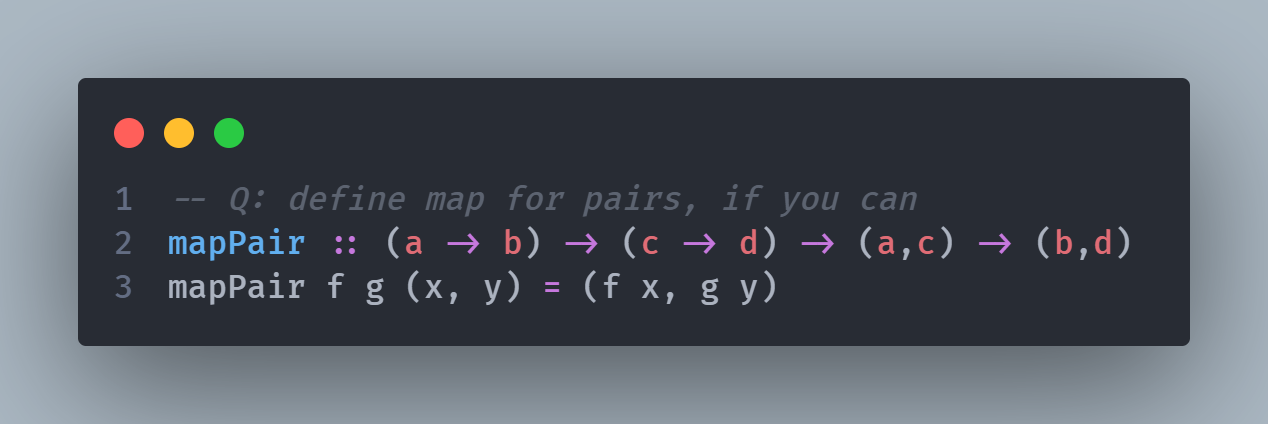 1 -- Q: define map for pairs, if you can
2 mapPair :: (a -> b) -> (c -> d) -> (a,c) -> (b,d)
3 mapPair f g (x, y) = (f x, g y)